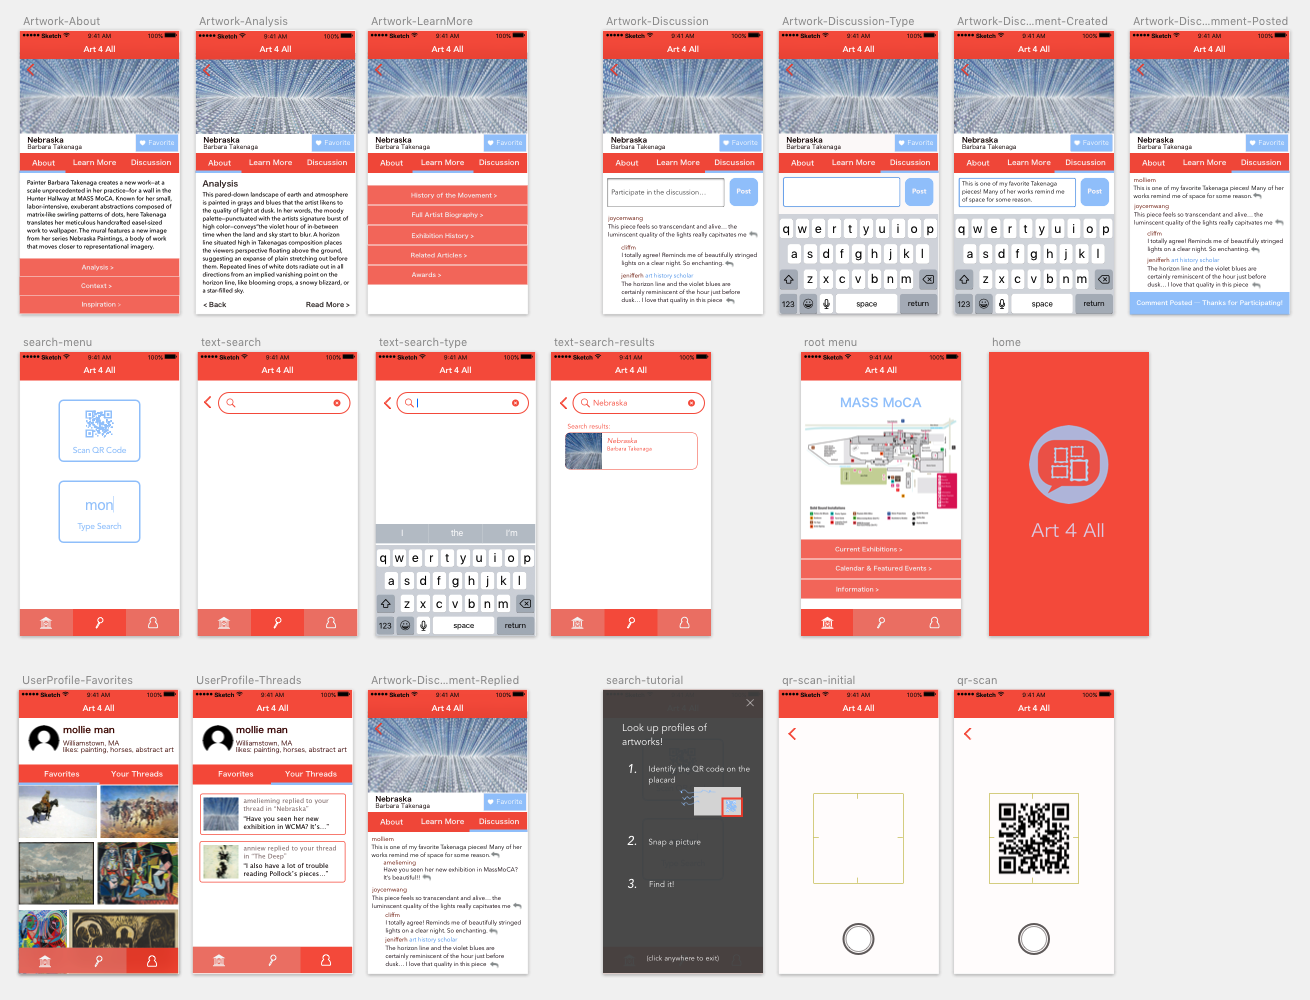 Artwork-About
••••• Sketch 9:41 AM 100%
Art 4 All
Nebraska
Barbara Takenaga
Favorite
About Learn More Discussion
Painter Barbara Takenaga creates a new work–at a
scale unprecedented in her practice–for a wall in the
Hunter Hallway at MASS MoCA. Known for her small,
labor-intensive, exuberant abstractions composed of
matrix-like swirling patterns of dots, here Takenaga
translates her meticulous handcrafted easel-sized
work to wallpaper. The mural features a new image
from her series Nebraska Paintings, a body of work
that moves closer to representational imagery.
Analysis >
Context >
Inspiration >
Artwork-Analysis
••••• Sketch 9:41 AM 100%
Art 4 All
Nebraska
Barbara Takenaga
Favorite
About Learn More Discussion
Analysis
This pared-down landscape of earth and atmosphere
is painted in grays and blues that the artist likens to
the quality of light at dusk. In her words, the moody
palette–punctuated with the artists signature burst of
high color–conveys"the violet hour of in-between
time when the land and sky start to blur. A horizon
line situated high in Takenagas composition places
the viewers perspective floating above the ground,
suggesting an expanse of plain stretching out before
them. Repeated lines of white dots radiate out in all
directions from an implied vanishing point on the
horizon line, like blooming crops, a snowy blizzard, or
a star-filled sky.
< Back Read More >
Artwork-LearnMore
••••• Sketch 9:41 AM 100%
Art 4 All
Nebraska
Barbara Takenaga
Favorite
About Learn More Discussion
History of the Movement >
Full Artist Biography >
Exhibition History >
Related Articles >
Awards >
Artwork-Discussion
••••• Sketch 9:41 AM 100%
Art 4 All
Nebraska
Barbara Takenaga
Favorite
About Learn More Discussion
Participate in the discussion...
Post
joycemwang
This piece feels so transcendant and alive... the
luminscent quality of the lights really captivates me
cliffm
I totally agree! Reminds me of beautifully stringed
lights on a clear night. So enchanting.
jenifferh art history scholar
The horizon line and the violet blues are
certainly reminiscent of the hour just before
dusk... I love that quality in this piece
Artwork-Discussion-Type
••••• Sketch 9:41 AM 100%
Art 4 All
Nebraska
Barbara Takenaga
Favorite
About Learn More Discussion
Post
q w e r t y u i o p
a s d f g h j k l
z x c v b n m
123 space return
Artwork-Disc...ment-Created
••••• Sketch 9:41 AM 100%
Art 4 All
Nebraska
Barbara Takenaga
Favorite
About Learn More Discussion
This is one of my favorite Takenaga
pieces! Many of her works remind me
of space for some reason.
Post
q w e r t y u i o p
a s d f g h j k l
z x c v b n m
123 space return
Artwork-Disc...mment-Posted
••••• Sketch 9:41 AM 100%
Art 4 All
Nebraska
Barbara Takenaga
Favorite
About Learn More Discussion
molliem
This is one of my favorite Takenaga pieces! Many of her
works remind me of space for some reason.
joycemwang
This piece feels so transcendant and alive... the
luminscent quality of the lights really captivates me
cliffm
I totally agree! Reminds me of beautifully stringed
lights on a clear night. So enchanting.
jenifferh art history scholar
The horizon line and the violet blues are
certainly reminiscent of the hour just before
dusk... I love that quality in this piece
Comment Posted — Thanks for Participating!
search-menu
••••• Sketch 9:41 AM 100%
Art 4 All
Scan QR Code
mon
Type Search
text-search
••••• Sketch 9:41 AM 100%
Art 4 All
text-search-type
••••• Sketch 9:41 AM 100%
Art 4 All
I the I'm
q w e r t y u i o p
a s d f g h j k l
z x c v b n m
123 space return
text-search-results
••••• Sketch 9:41 AM 100%
Art 4 All
Nebraska
Search results:
Nebraska
Barbara Takenaga
root menu
••••• Sketch 9:41 AM 100%
Art 4 All
MASS MoCA
Current Exhibitions >
Calendar & Featured Events >
Information >
home
Art 4 All
UserProfile-Favorites
••••• Sketch 9:41 AM 100%
Art 4 All
mollie man
Williamstown, MA
likes: painting, horses, abstract art
Favorites Your Threads
UserProfile-Threads
••••• Sketch 9:41 AM 100%
Art 4 All
mollie man
Williamstown, MA
likes: painting, horses, abstract art
Favorites Your Threads
amelieming replied to your
thread in "Nebraska"
"Have you seen her new
exhibition in WCMA? It's..."
anniew replied to your thread
in "The Deep"
"I also have a lot of trouble
reading Pollock's pieces..."
Artwork-Disc...ment-Replied
••••• Sketch 9:41 AM 100%
Art 4 All
Nebraska
Barbara Takenaga
Favorite
About Learn More Discussion
molliem
This is one of my favorite Takenaga pieces! Many of her
works remind me of space for some reason.
amelieming
Have you seen her new exhibition in MassMoCA?
It's beautiful!!
joycemwang
This piece feels so transcendant and alive... the
luminscent quality of the lights really captivates me
cliffm
I totally agree! Reminds me of beautifully stringed
lights on a clear night. So enchanting.
jenifferh art history scholar
The horizon line and the violet blues are
certainly reminiscent of the hour just before
dusk... I love that quality in this piece
search-tutorial
••••• Sketch 9:41 AM 100%
Art 4 All
Look up profiles of
artworks!
1. Identify the QR code on the
placard
2. Snap a picture
3. Find it!
(click anywhere to exit)
qr-scan-initial
••••• Sketch 9:41 AM 100%
Art 4 All
qr-scan
••••• Sketch 9:41 AM 100%
Art 4 All